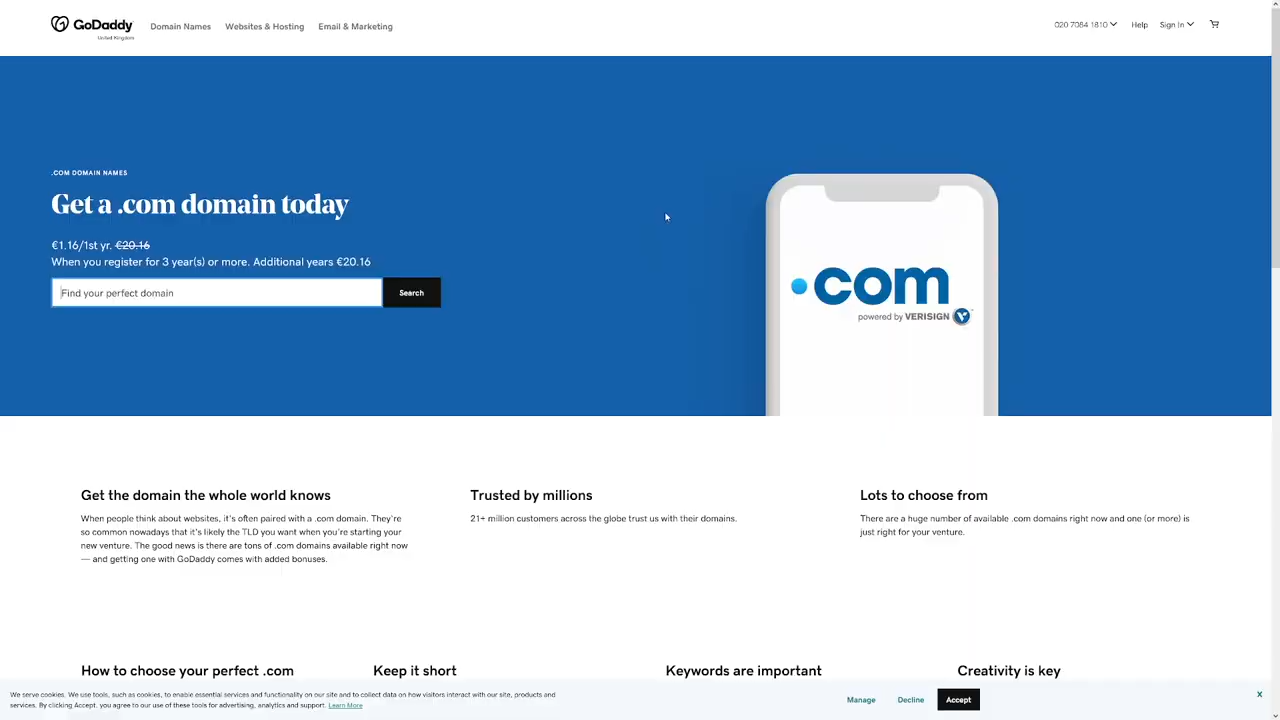 GoDaddy
United Kingdom
Domain Names
Websites & Hosting
Email & Marketing
020 7084 1810
Help
Sign In
.COM DOMAIN NAMES
Get a .com domain today
€1.16/1st yr. €20.16
When you register for 3 year(s) or more. Additional years €20.16
Find your perfect domain
Search
.com
powered by VERISIGN
Get the domain the whole world knows
When people think about websites, it's often paired with a .com domain. They're
so common nowadays that it's likely the TLD you want when you're starting your
new venture. The good news is there are tons of .com domains available right now
— and getting one with GoDaddy comes with added bonuses.
Trusted by millions
21+ million customers across the globe trust us with their domains.
Lots to choose from
There are a huge number of available .com domains right now and one (or more) is
just right for your venture.
How to choose your perfect .com
Keep it short
Keywords are important
Creativity is key
We serve cookies. We use tools, such as cookies, to enable essential services and functionality on our site and to collect data on how visitors interact with our site, products and
services. By clicking Accept, you agree to our use of these tools for advertising, analytics and support. Learn More
Manage
Decline
Accept
x